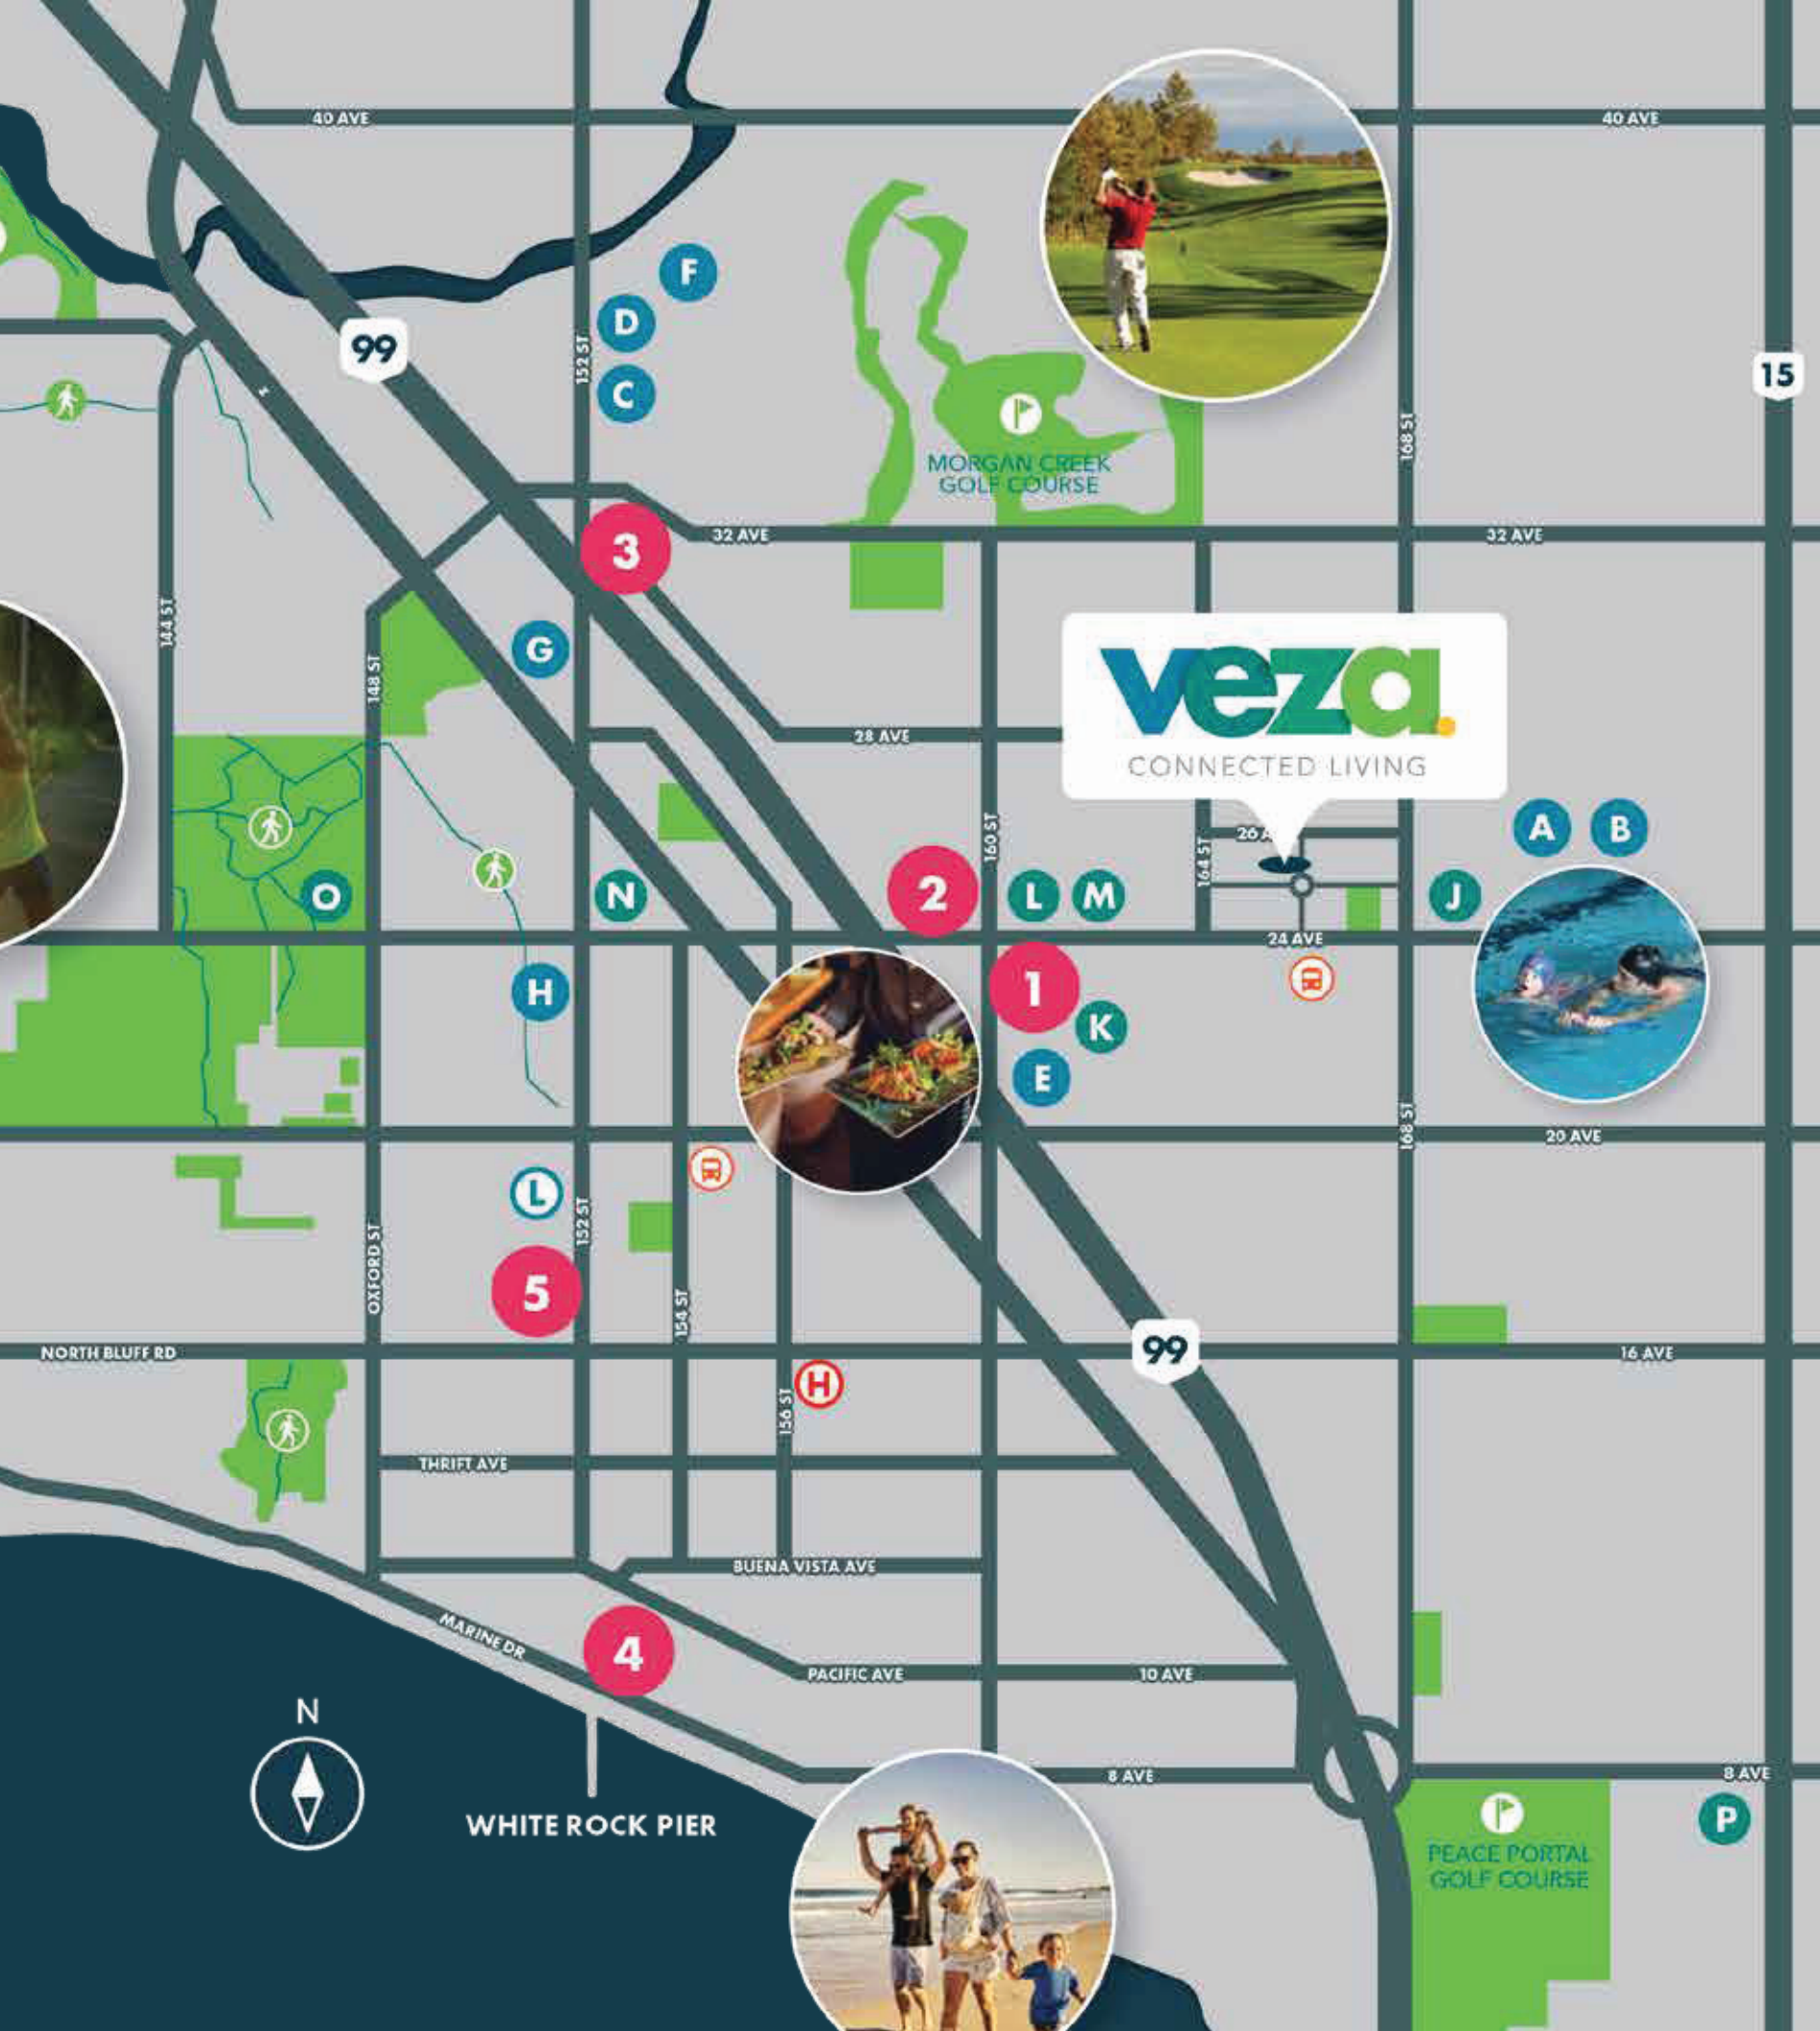 40 AVE
40 AVE
F
D
152 ST
99
C
15
168 ST
MORGAN CREEK
GOLF COURSE
3
32 AVE
32 AVE
144 ST
G
148 ST
veza.
CONNECTED LIVING
28 AVE
A
B
160 ST
26 A
164 ST
O
N
2
L
M
J
24 AVE
H
1
K
E
168 ST
20 AVE
L
152 ST
OXFORD ST
5
154 ST
NORTH BLUFF RD
99
16 AVE
H
156 ST
THRIFT AVE
BUENA VISTA AVE
MARINE DR
4
PACIFIC AVE
10 AVE
N
8 AVE
8 AVE
WHITE ROCK PIER
P
PEACE PORTAL
GOLF COURSE